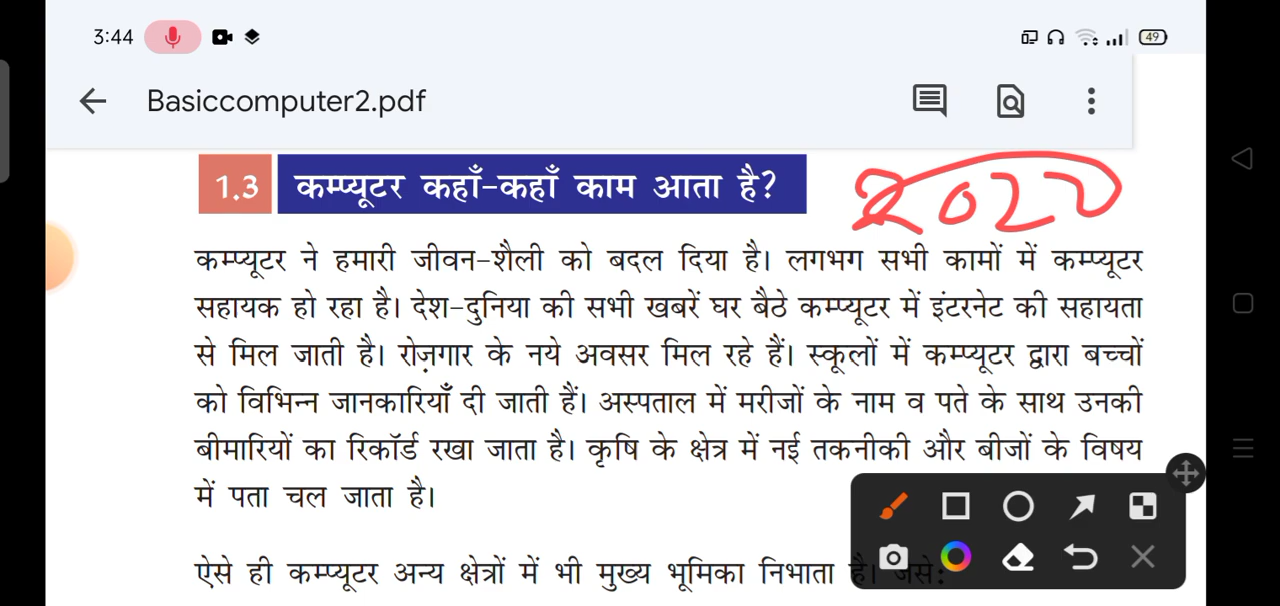 3:44 49
Basiccomputer2.pdf
1.3 कम्प्यूटर कहाँ-कहाँ काम आता है?
2022
कम्प्यूटर ने हमारी जीवन-शैली को बदल दिया है। लगभग सभी कामों में कम्प्यूटर
सहायक हो रहा है। देश-दुनिया की सभी खबरें घर बैठे कम्प्यूटर में इंटरनेट की सहायता
से मिल जाती है। रोज़गार के नये अवसर मिल रहे हैं। स्कूलों में कम्प्यूटर द्वारा बच्चों
को विभिन्न जानकारियाँ दी जाती हैं। अस्पताल में मरीजों के नाम व पते के साथ उनकी
बीमारियों का रिकॉर्ड रखा जाता है। कृषि के क्षेत्र में नई तकनीकी और बीजों के विषय
में पता चल जाता है।
ऐसे ही कम्प्यूटर अन्य क्षेत्रों में भी मुख्य भूमिका निभाता है। जैसे: